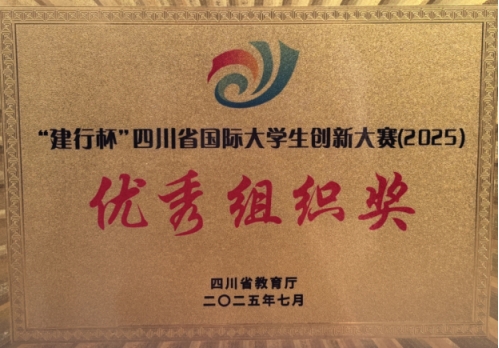 “建行杯”四川省国际大学生创新大赛(2025)
优秀组织奖
四川省教育厅
二〇二五年七月